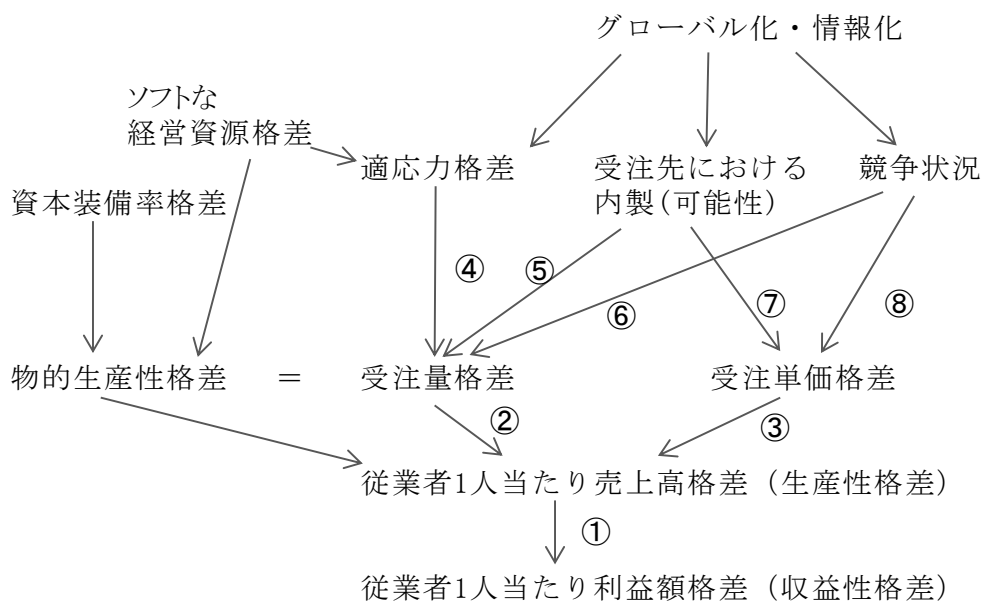 グローバル化・情報化
ソフトな
経営資源格差
適応力格差
受注先における
内製(可能性)
競争状況
資本装備率格差
④
⑤
⑥
⑦
⑧
物的生産性格差 = 受注量格差
受注単価格差
②
③
従業者1人当たり売上高格差（生産性格差）
①
従業者1人当たり利益額格差（収益性格差）